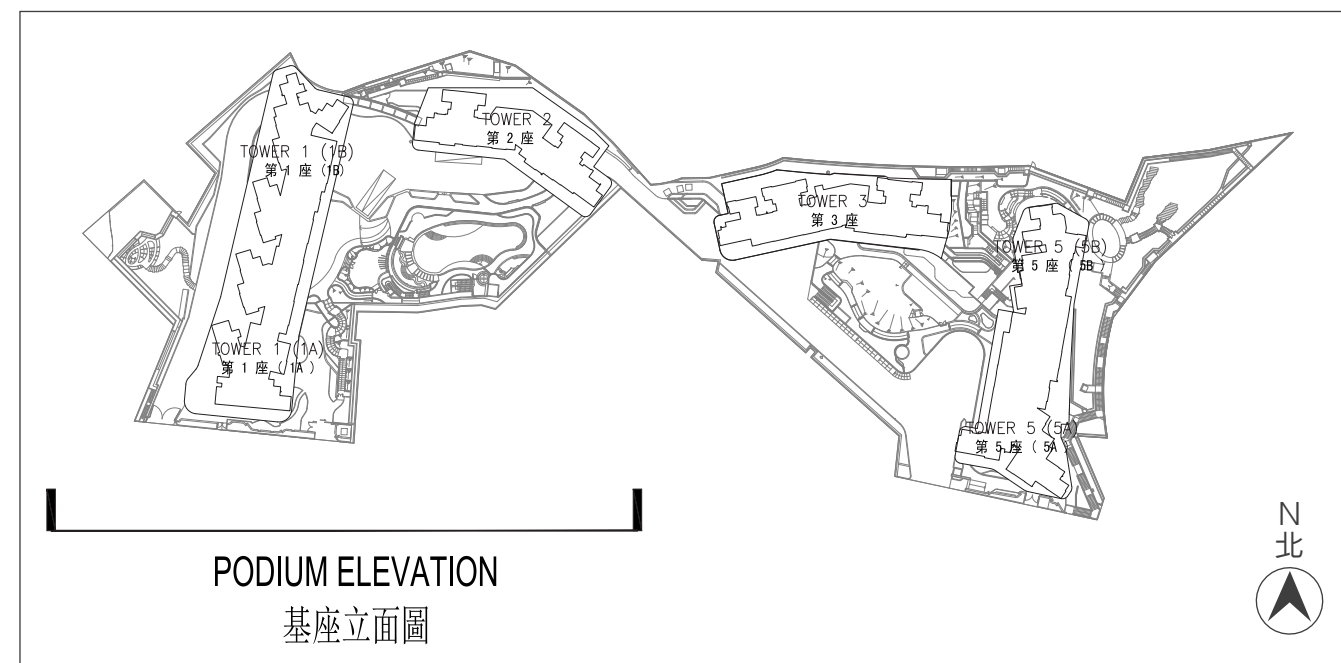 TOWER 2
第 2 座
TOWER 1 (1B)
第 1 座 (1B)
TOWER 3
第 3 座
TOWER 5 (5B)
第 5 座 ( 5B )
TOWER 1 (1A)
第 1 座 ( 1A )
TOWER 5 (5A)
第 5 座 ( 5A )
N
北
PODIUM ELEVATION
基座立面圖